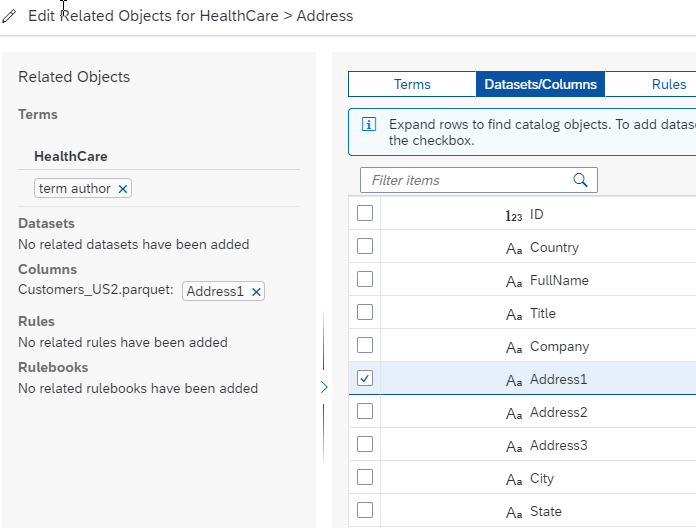 Edit Related Objects for HealthCare > Address
Related Objects
Terms
HealthCare
term author
Datasets
No related datasets have been added
Columns
Customers_US2.parquet: Address1
Rules
No related rules have been added
Rulebooks
No related rulebooks have been added
Terms Datasets/Columns Rules
Expand rows to find catalog objects. To add
the checkbox.
Filter items
123 ID
Aa Country
Aa FullName
Aa Title
Aa Company
Aa Address1
Aa Address2
Aa Address3
Aa City
Aa State